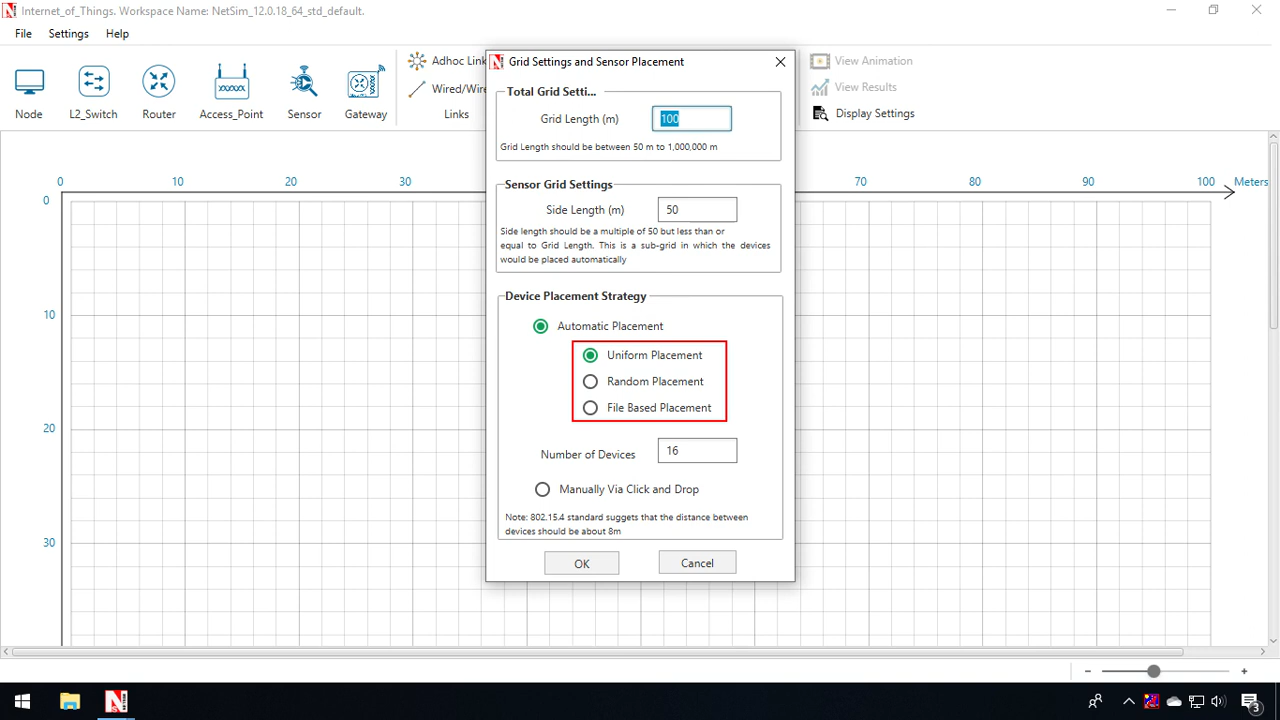 Internet_of_Things. Workspace Name: NetSim_12.0.18_64_std_default.
File Settings Help
Node
L2_Switch
Router
Access_Point
Sensor
Gateway
Adhoc Link
Links
View Animation
View Results
Display Settings
0 10 20 30 70 80 90 100 Meters
0
10
20
30
Grid Settings and Sensor Placement
Total Grid Setti...
Grid Length (m) 100
Grid Length should be between 50 m to 1,000,000 m
Sensor Grid Settings
Side Length (m) 50
Side length should be a multiple of 50 but less than or
equal to Grid Length. This is a sub-grid in which the devices
would be placed automatically
Device Placement Strategy
Automatic Placement
Uniform Placement
Random Placement
File Based Placement
Number of Devices 16
Manually Via Click and Drop
Note: 802.15.4 standard suggests that the distance between
devices should be about 8m
OK Cancel
3